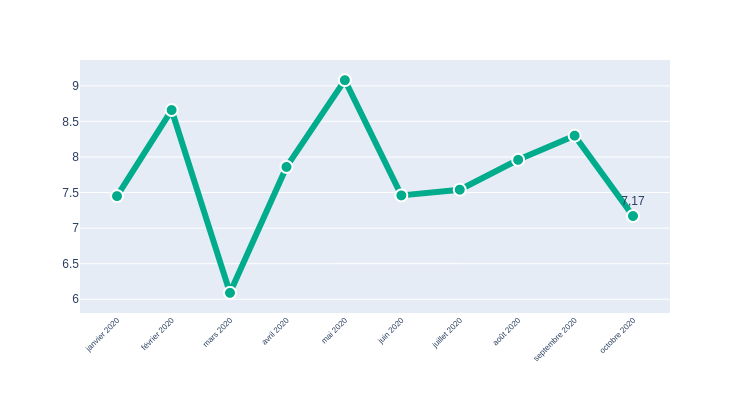 9
8.5
8
7.5
7
6.5
6
7,17
janvier 2020
février 2020
mars 2020
avril 2020
mai 2020
juin 2020
juillet 2020
août 2020
septembre 2020
octobre 2020